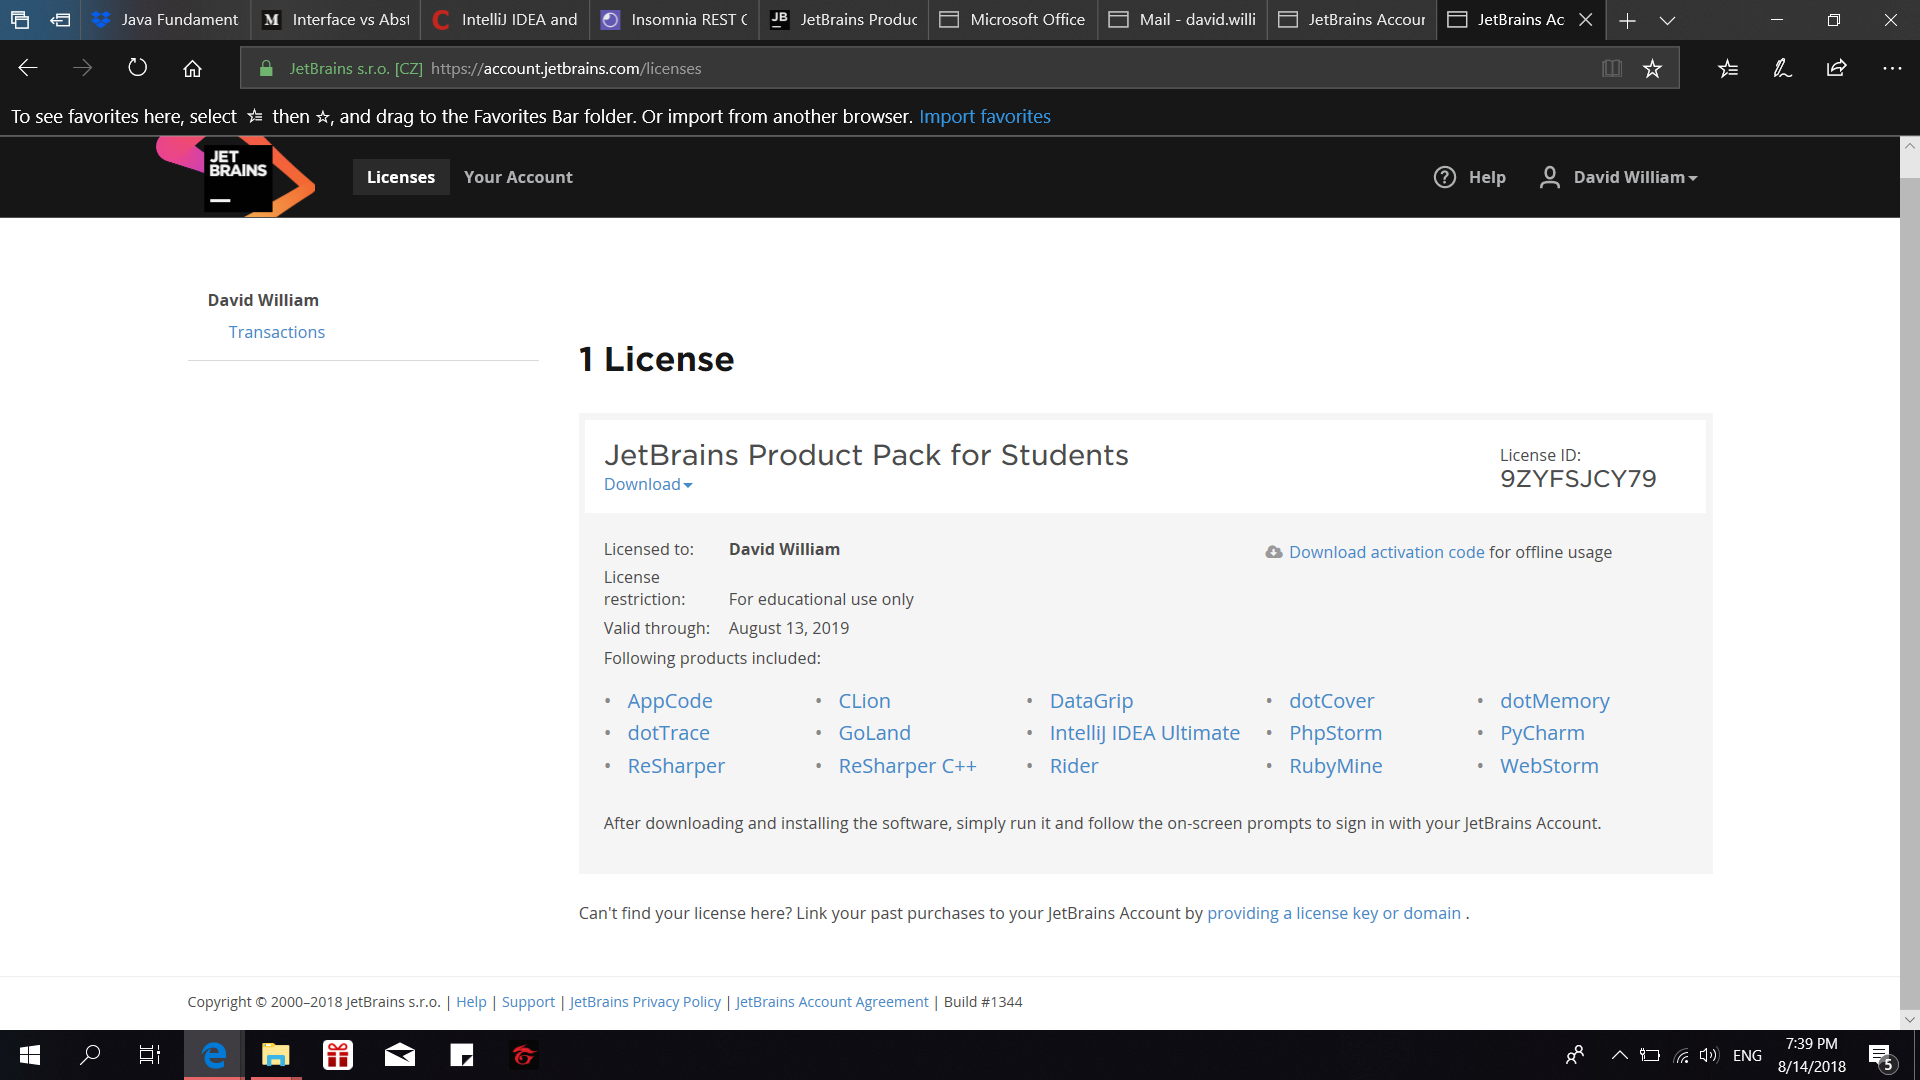 Java Fundament
Interface vs Abst
IntelliJ IDEA and
Insomnia REST C
JetBrains Produc
Microsoft Office
Mail - david.willi
JetBrains Accour
JetBrains Ac
JetBrains s.r.o. [CZ] https://account.jetbrains.com/licenses
To see favorites here, select then , and drag to the Favorites Bar folder. Or import from another browser. Import favorites
JET
BRAINS
Licenses
Your Account
Help
David William
David William
Transactions
1 License
JetBrains Product Pack for Students
Download
License ID:
9ZYFSJCY79
Licensed to: David William
Download activation code for offline usage
License
restriction: For educational use only
Valid through: August 13, 2019
Following products included:
• AppCode • CLion • DataGrip • dotCover • dotMemory
• dotTrace • GoLand • IntelliJ IDEA Ultimate • PhpStorm • PyCharm
• ReSharper • ReSharper C++ • Rider • RubyMine • WebStorm
After downloading and installing the software, simply run it and follow the on-screen prompts to sign in with your JetBrains Account.
Can't find your license here? Link your past purchases to your JetBrains Account by providing a license key or domain .
Copyright © 2000–2018 JetBrains s.r.o. | Help | Support | JetBrains Privacy Policy | JetBrains Account Agreement | Build #1344
ENG
7:39 PM
8/14/2018
5